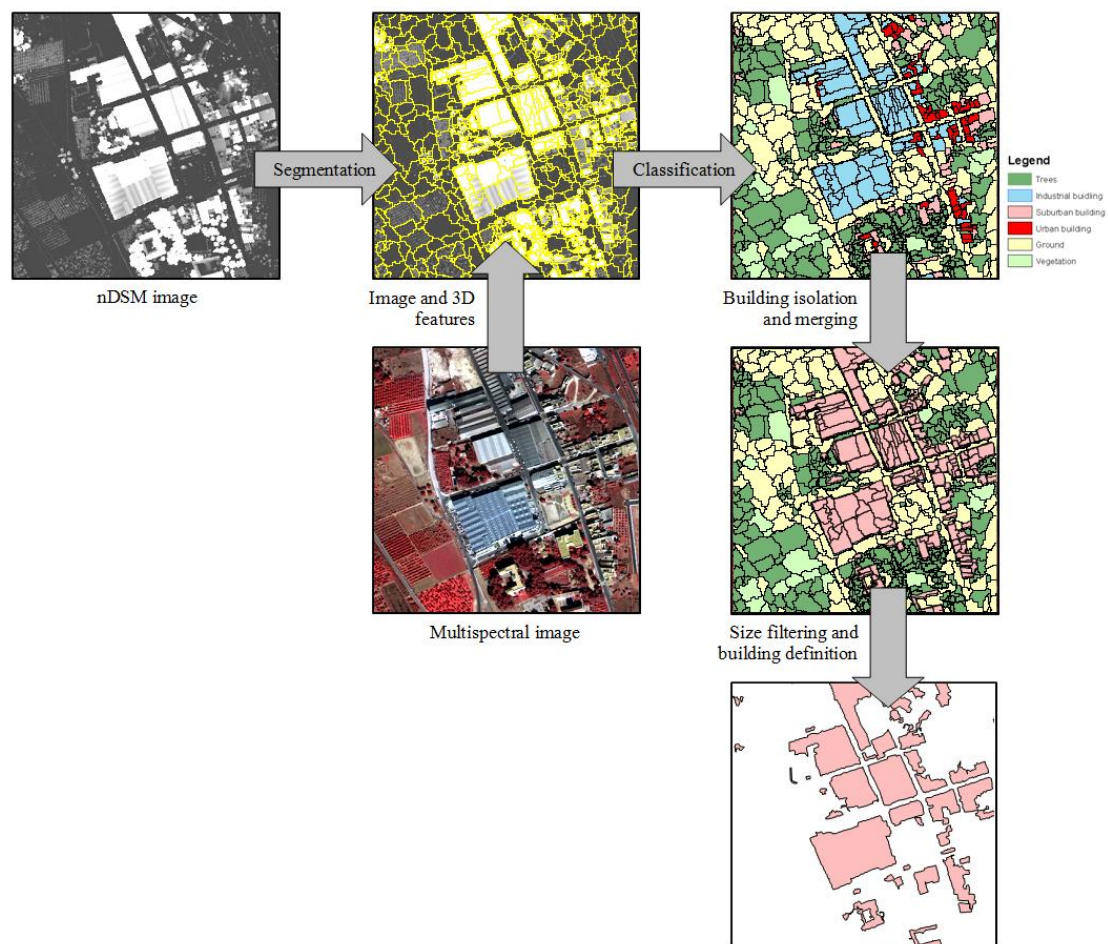 Segmentation
Classification
Legend
Trees
Industrial buidling
Suburban building
Urban building
Ground
Vegetation
nDSM image
Image and 3D
features
Building isolation
and merging
Multispectral image
Size filtering and
building definition